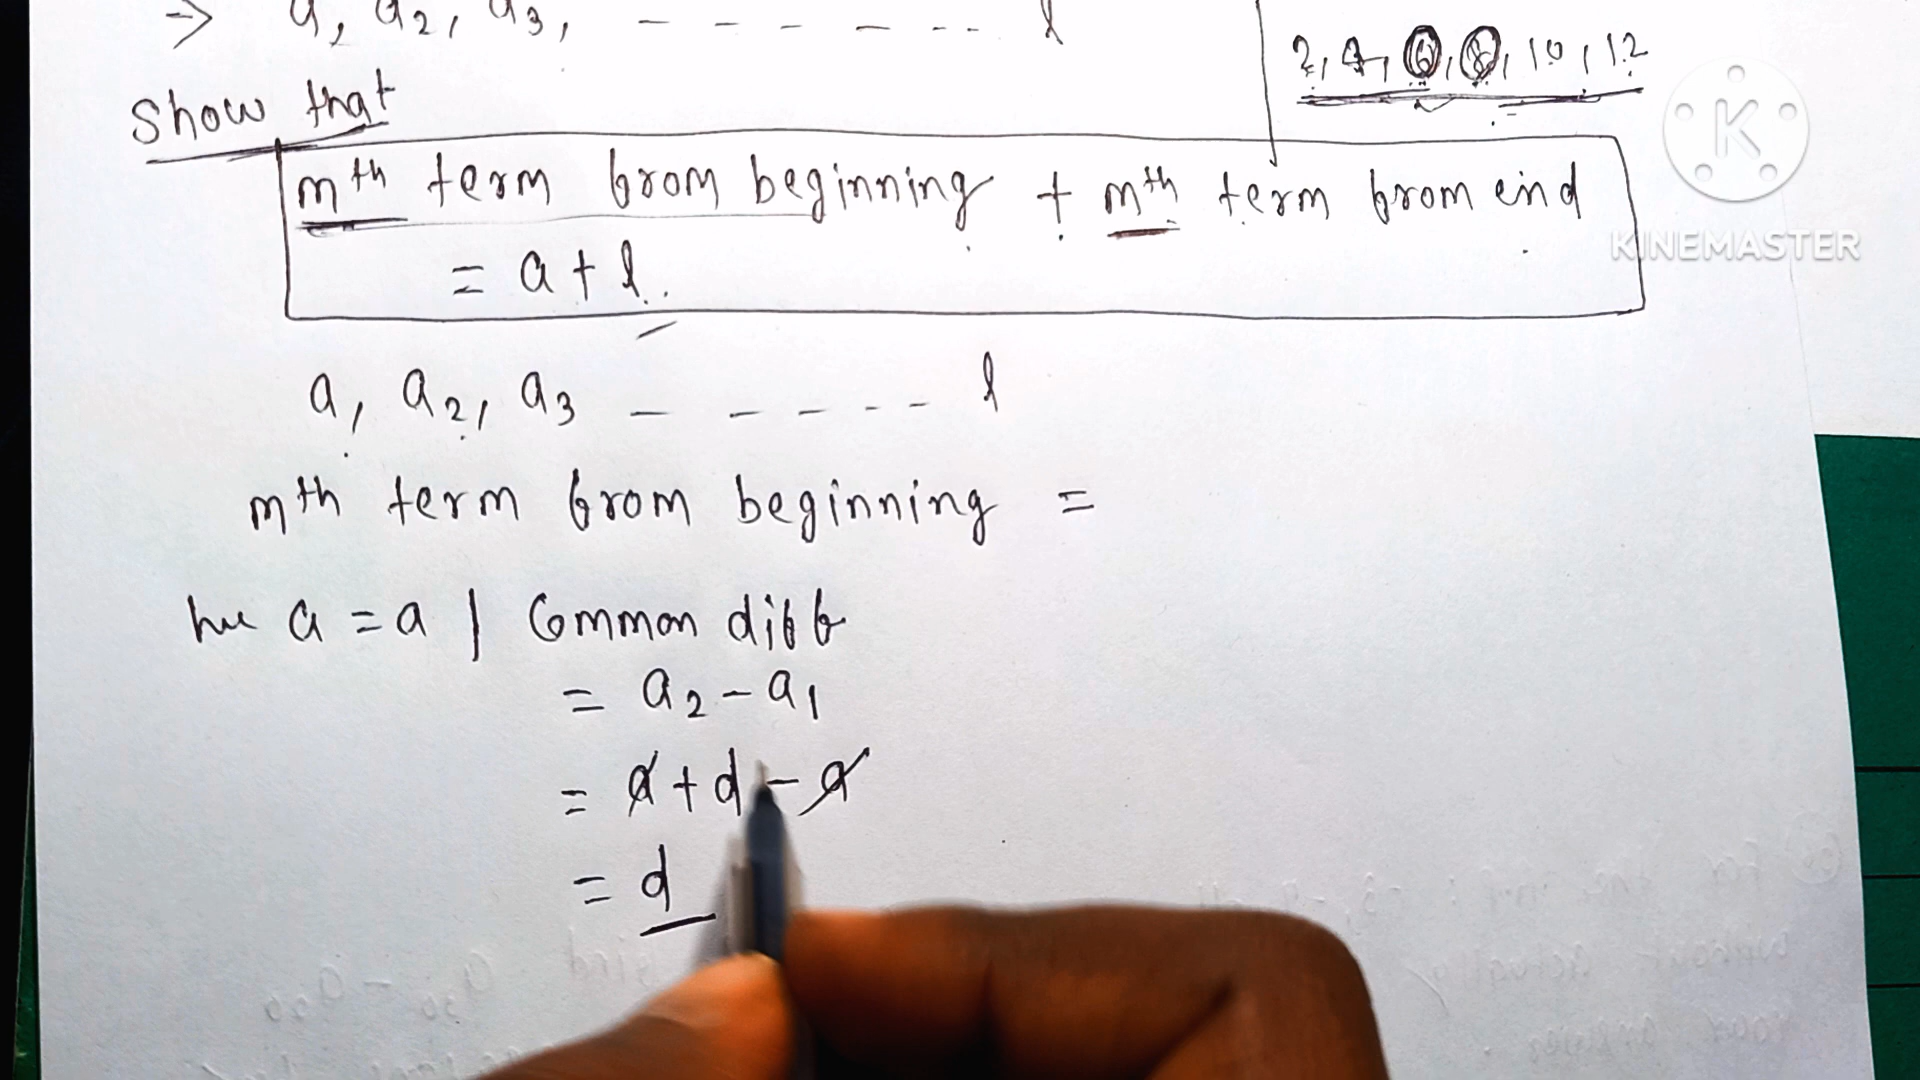 → a, a2, a3, — — — — -- l
2, 4, 6, 8, 10, 12
Show that
mth term from beginning + mth term from end
= a + l.
K
KINEMASTER
a, a2, a3 — — - - - l
mth term from beginning =
a = a | Common diff
= a2 - a1
= a + d - a
= d